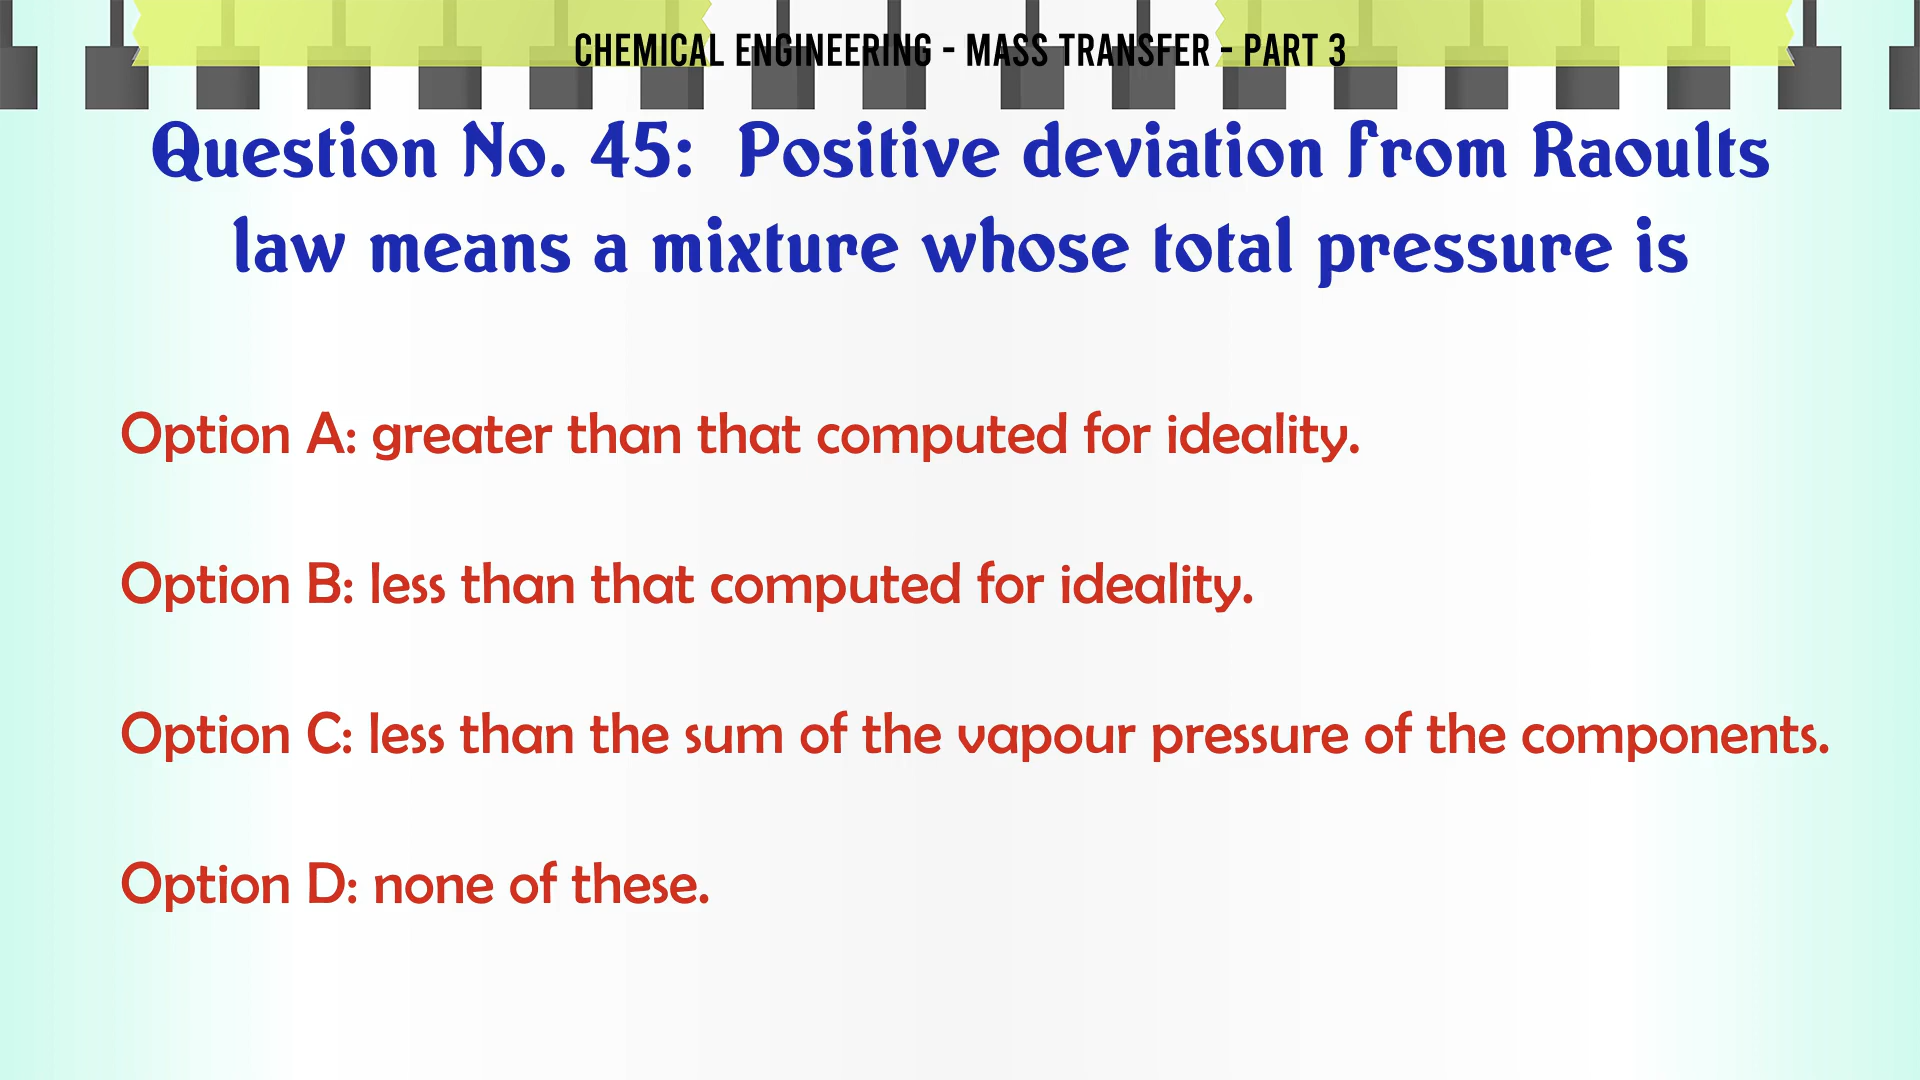 CHEMICAL ENGINEERING - MASS TRANSFER - PART 3
Question No. 45: Positive deviation from Raoults
law means a mixture whose total pressure is
Option A: greater than that computed for ideality.
Option B: less than that computed for ideality.
Option C: less than the sum of the vapour pressure of the components.
Option D: none of these.